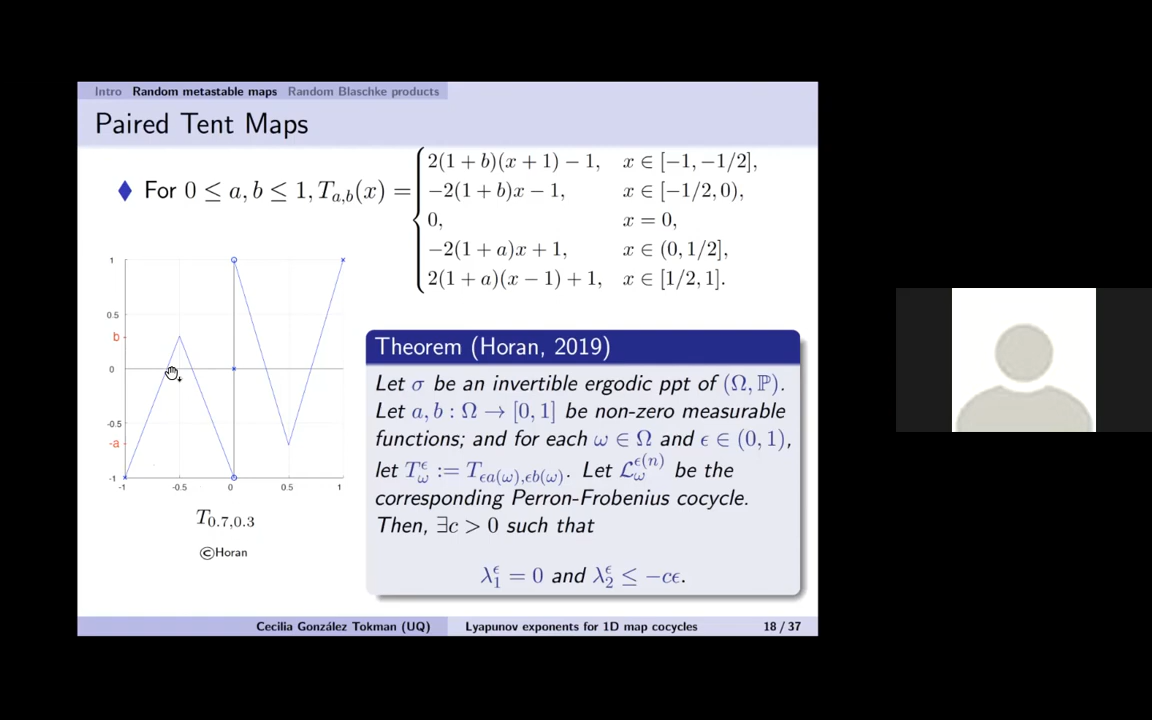 Intro Random metastable maps Random Blaschke products
Paired Tent Maps
For 0 ≤ a, b ≤ 1, T_{a,b}(x) =
2(1 + b)(x + 1) − 1, x ∈ [−1, −1/2],
−2(1 + b)x − 1, x ∈ [−1/2, 0),
0, x = 0,
−2(1 + a)x + 1, x ∈ (0, 1/2],
2(1 + a)(x − 1) + 1, x ∈ [1/2, 1].
1
0.5
b
0
-0.5
-a
-1
-1 -0.5 0 0.5 1
T_{0.7,0.3}
©Horan
Theorem (Horan, 2019)
Let σ be an invertible ergodic ppt of (Ω, ℙ).
Let a, b : Ω → [0, 1] be non-zero measurable
functions; and for each ω ∈ Ω and ϵ ∈ (0, 1),
let T_ω^ϵ := T_{ϵa(ω),ϵb(ω)}. Let ℒ_ω^{ϵ(n)} be the
corresponding Perron-Frobenius cocycle.
Then, ∃c > 0 such that
λ_1^ϵ = 0 and λ_2^ϵ ≤ −cϵ.
Cecilia González Tokman (UQ) Lyapunov exponents for 1D map cocycles 18 / 37